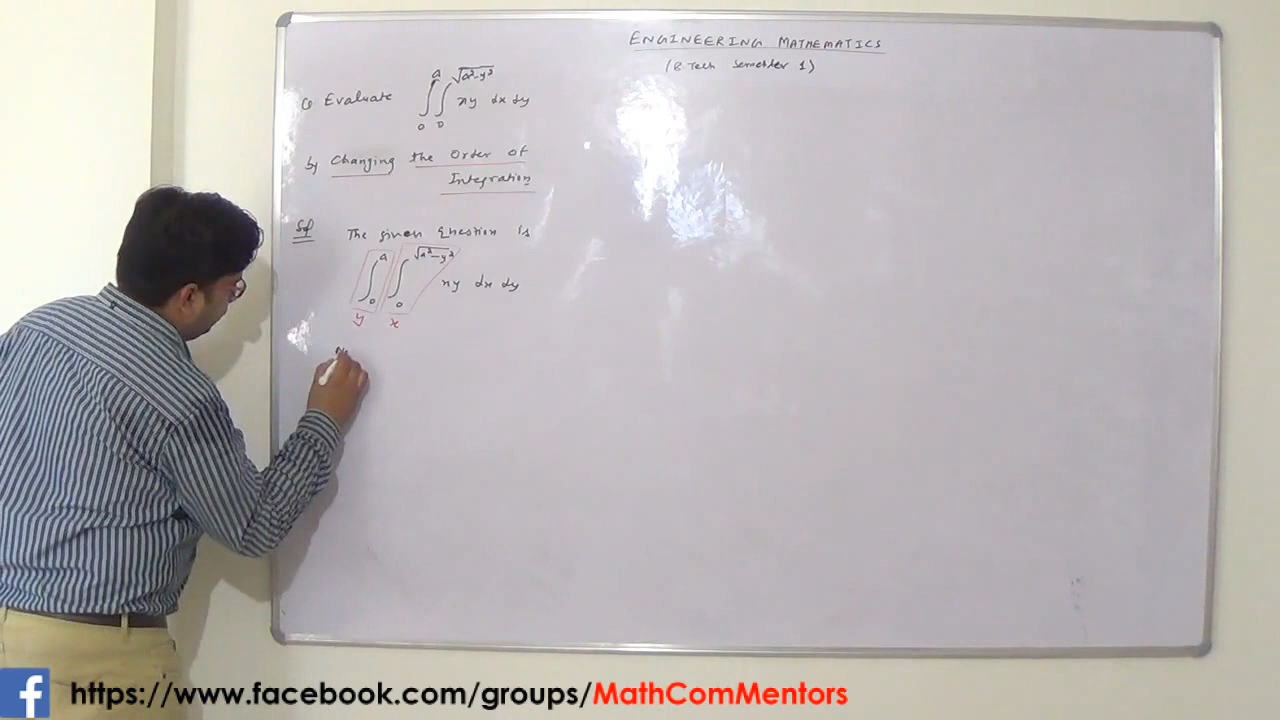 ENGINEERING MATHEMATICS
(B.Tech Semester 1)
Q Evaluate ∫₀^a ∫₀^√(a²-y²) xy dx dy
by Changing the Order of
Integration
Sol The given Question is
∫₀^a ∫₀^√(a²-y²) xy dx dy
y x
https://www.facebook.com/groups/MathComMentors